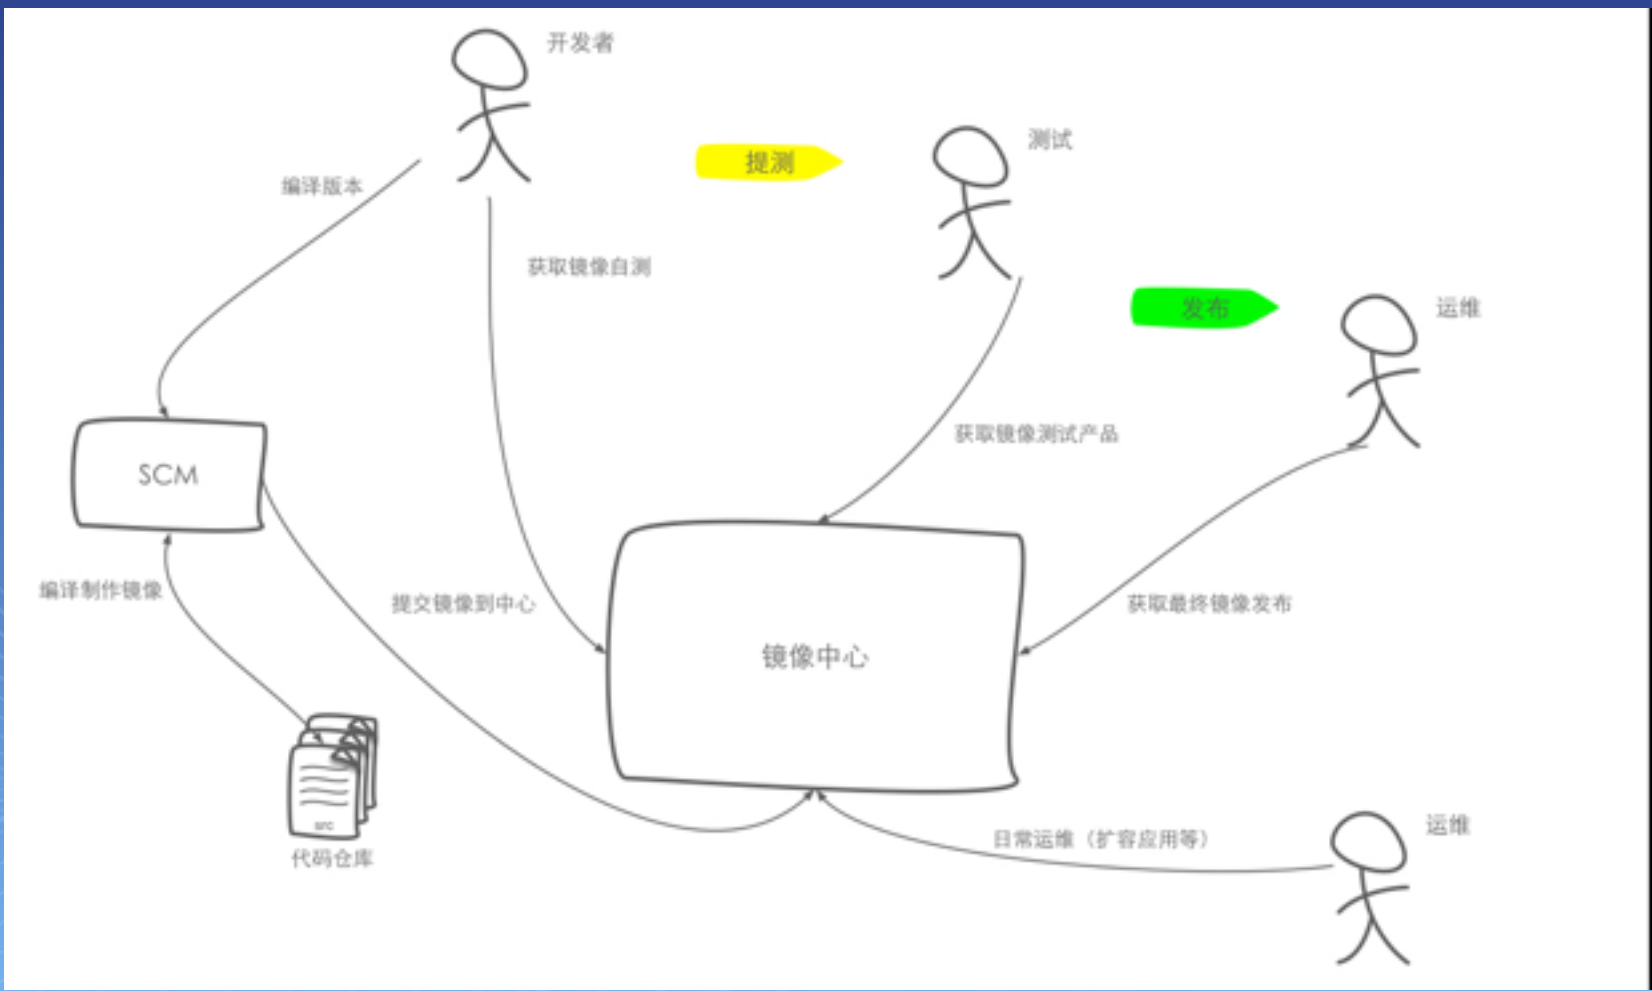 开发者
测试
提测
编译版本
获取镜像自测
发布
运维
获取镜像测试产品
SCM
编译制作镜像
提交镜像到中心
获取最终镜像发布
镜像中心
src
代码仓库
日常运维（扩容应用等）
运维